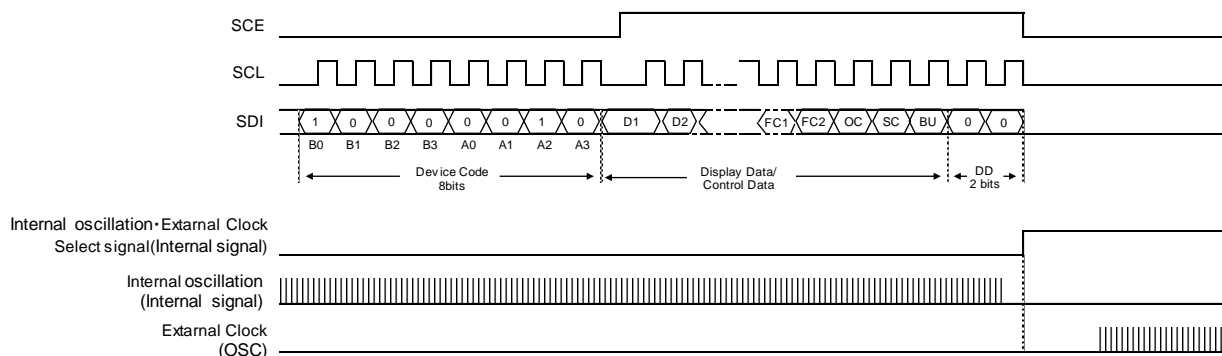 SCE
SCL
SDI
1 0 0 0 0 0 1 0 D1 D2 FC1 FC2 OC SC BU 0 0
B0 B1 B2 B3 A0 A1 A2 A3
Device Code
8bits
Display Data/
Control Data
DD
2 bits
Internal oscillation・Extarnal Clock
Select signal(Internal signal)
Internal oscillation
(Internal signal)
Extarnal Clock
(OSC)